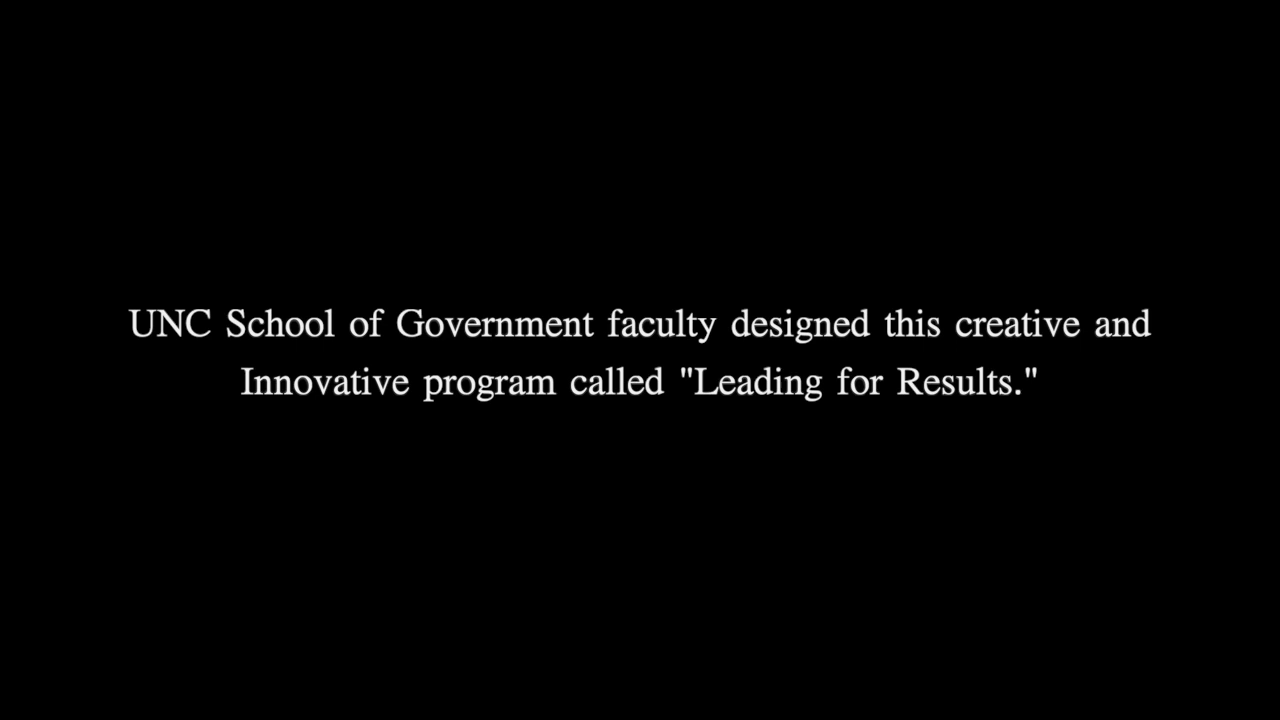 UNC School of Government faculty designed this creative and
Innovative program called "Leading for Results."